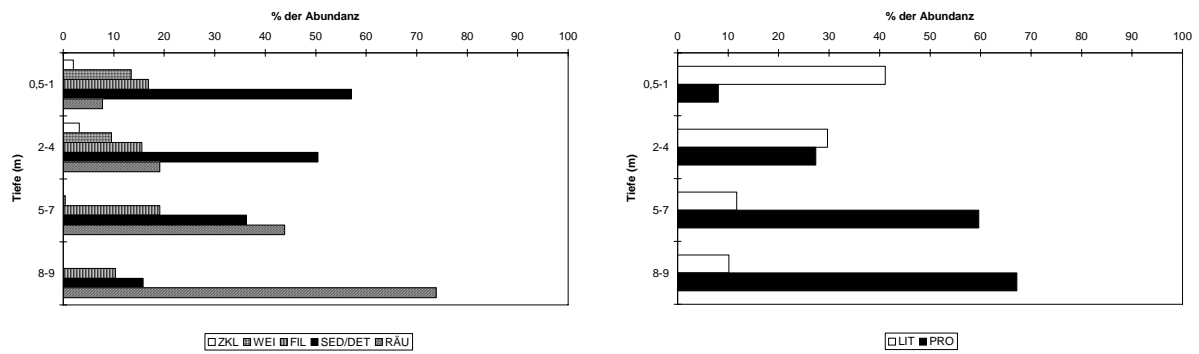 % der Abundanz
0 10 20 30 40 50 60 70 80 90 100
Tiefe (m)
0,5-1
2-4
5-7
8-9
ZKL WEI FIL SED/DET RÄU
% der Abundanz
0 10 20 30 40 50 60 70 80 90 100
Tiefe (m)
0,5-1
2-4
5-7
8-9
LIT PRO